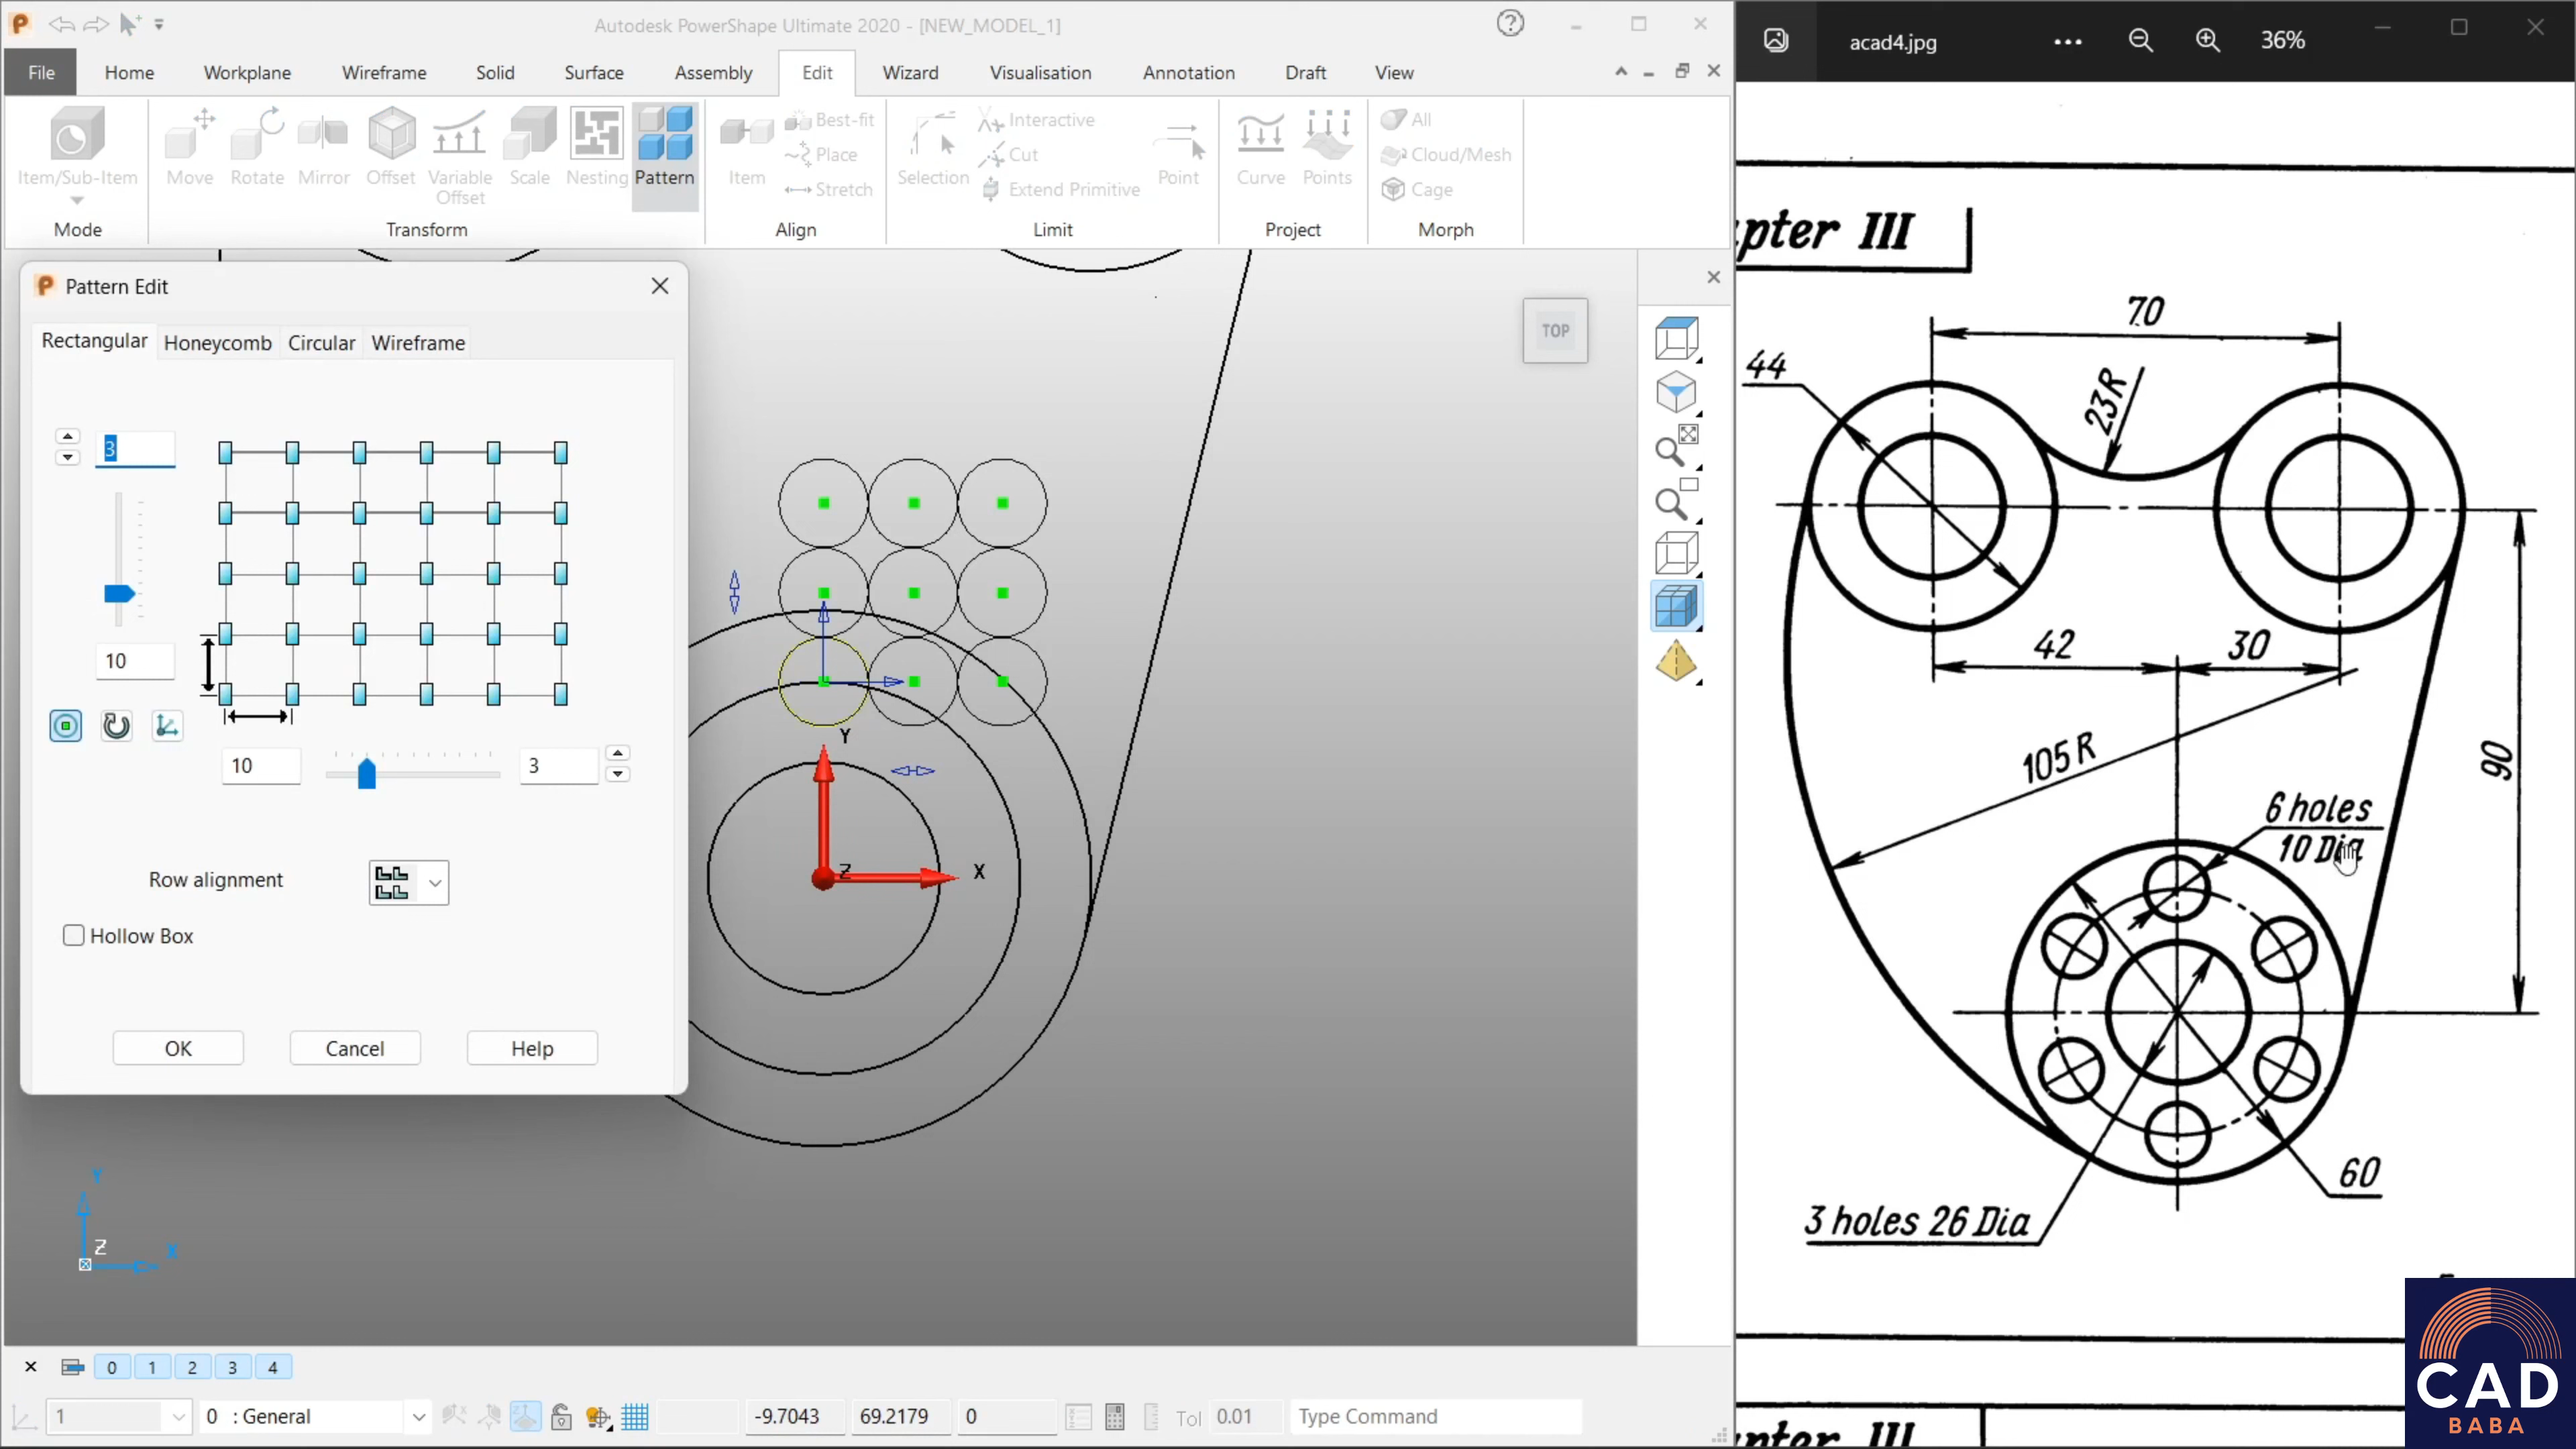 Autodesk PowerShape Ultimate 2020 - [NEW_MODEL_1]
File Home Workplane Wireframe Solid Surface Assembly Edit Wizard Visualisation Annotation Draft View
Item/Sub-Item
Move
Rotate
Mirror
Offset
Variable
Offset
Scale
Nesting
Pattern
Item
Best-fit
Place
Stretch
Selection
Interactive
Cut
Extend Primitive
Point
Curve
Points
All
Cloud/Mesh
Cage
Mode Transform Align Limit Project Morph
Pattern Edit
Rectangular Honeycomb Circular Wireframe
3
10
10
3
Row alignment
Hollow Box
OK Cancel Help
TOP
Y
X
Z
Y
Z
X
0 1 2 3 4
1
0 : General
-9.7043 69.2179 0
Tol 0.01
Type Command
acad4.jpg
36%
pter III
70
44
23R
42
30
105 R
90
6 holes
10 Dia
60
3 holes 26 Dia
pter III
CAD
BABA